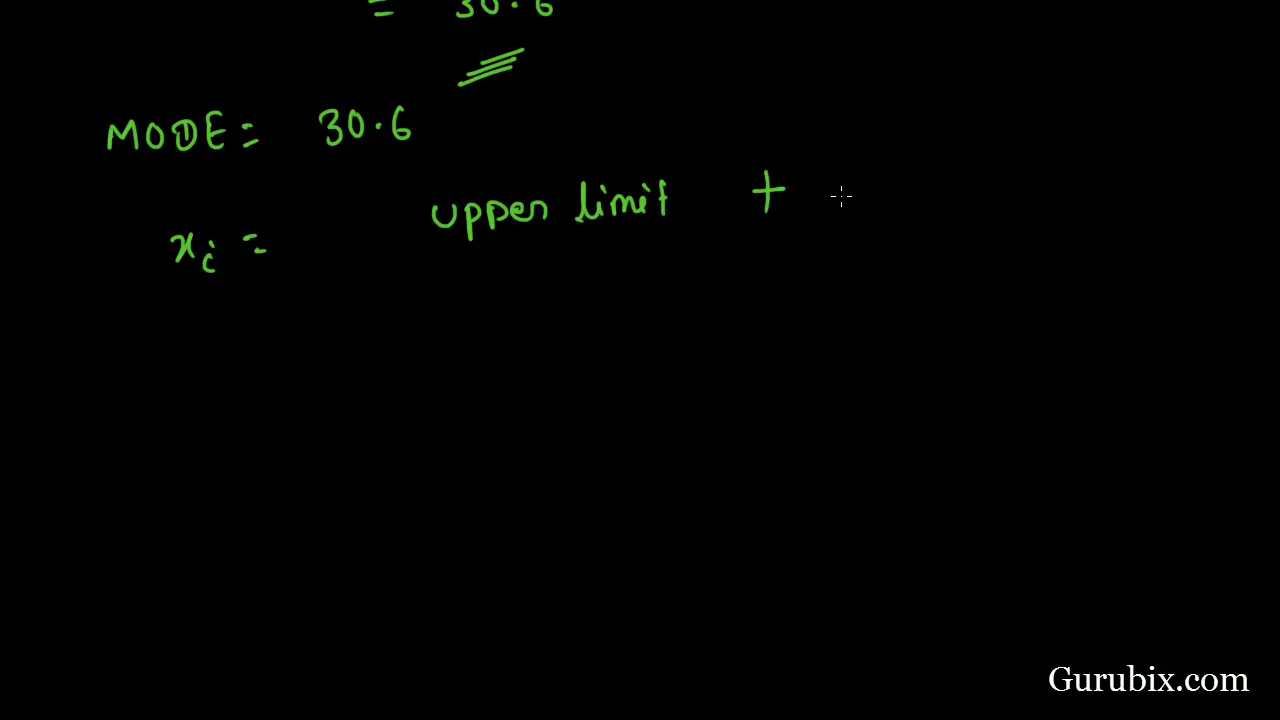 = 30.6
MODE = 30.6
upper limit +
xi =
Gurubix.com